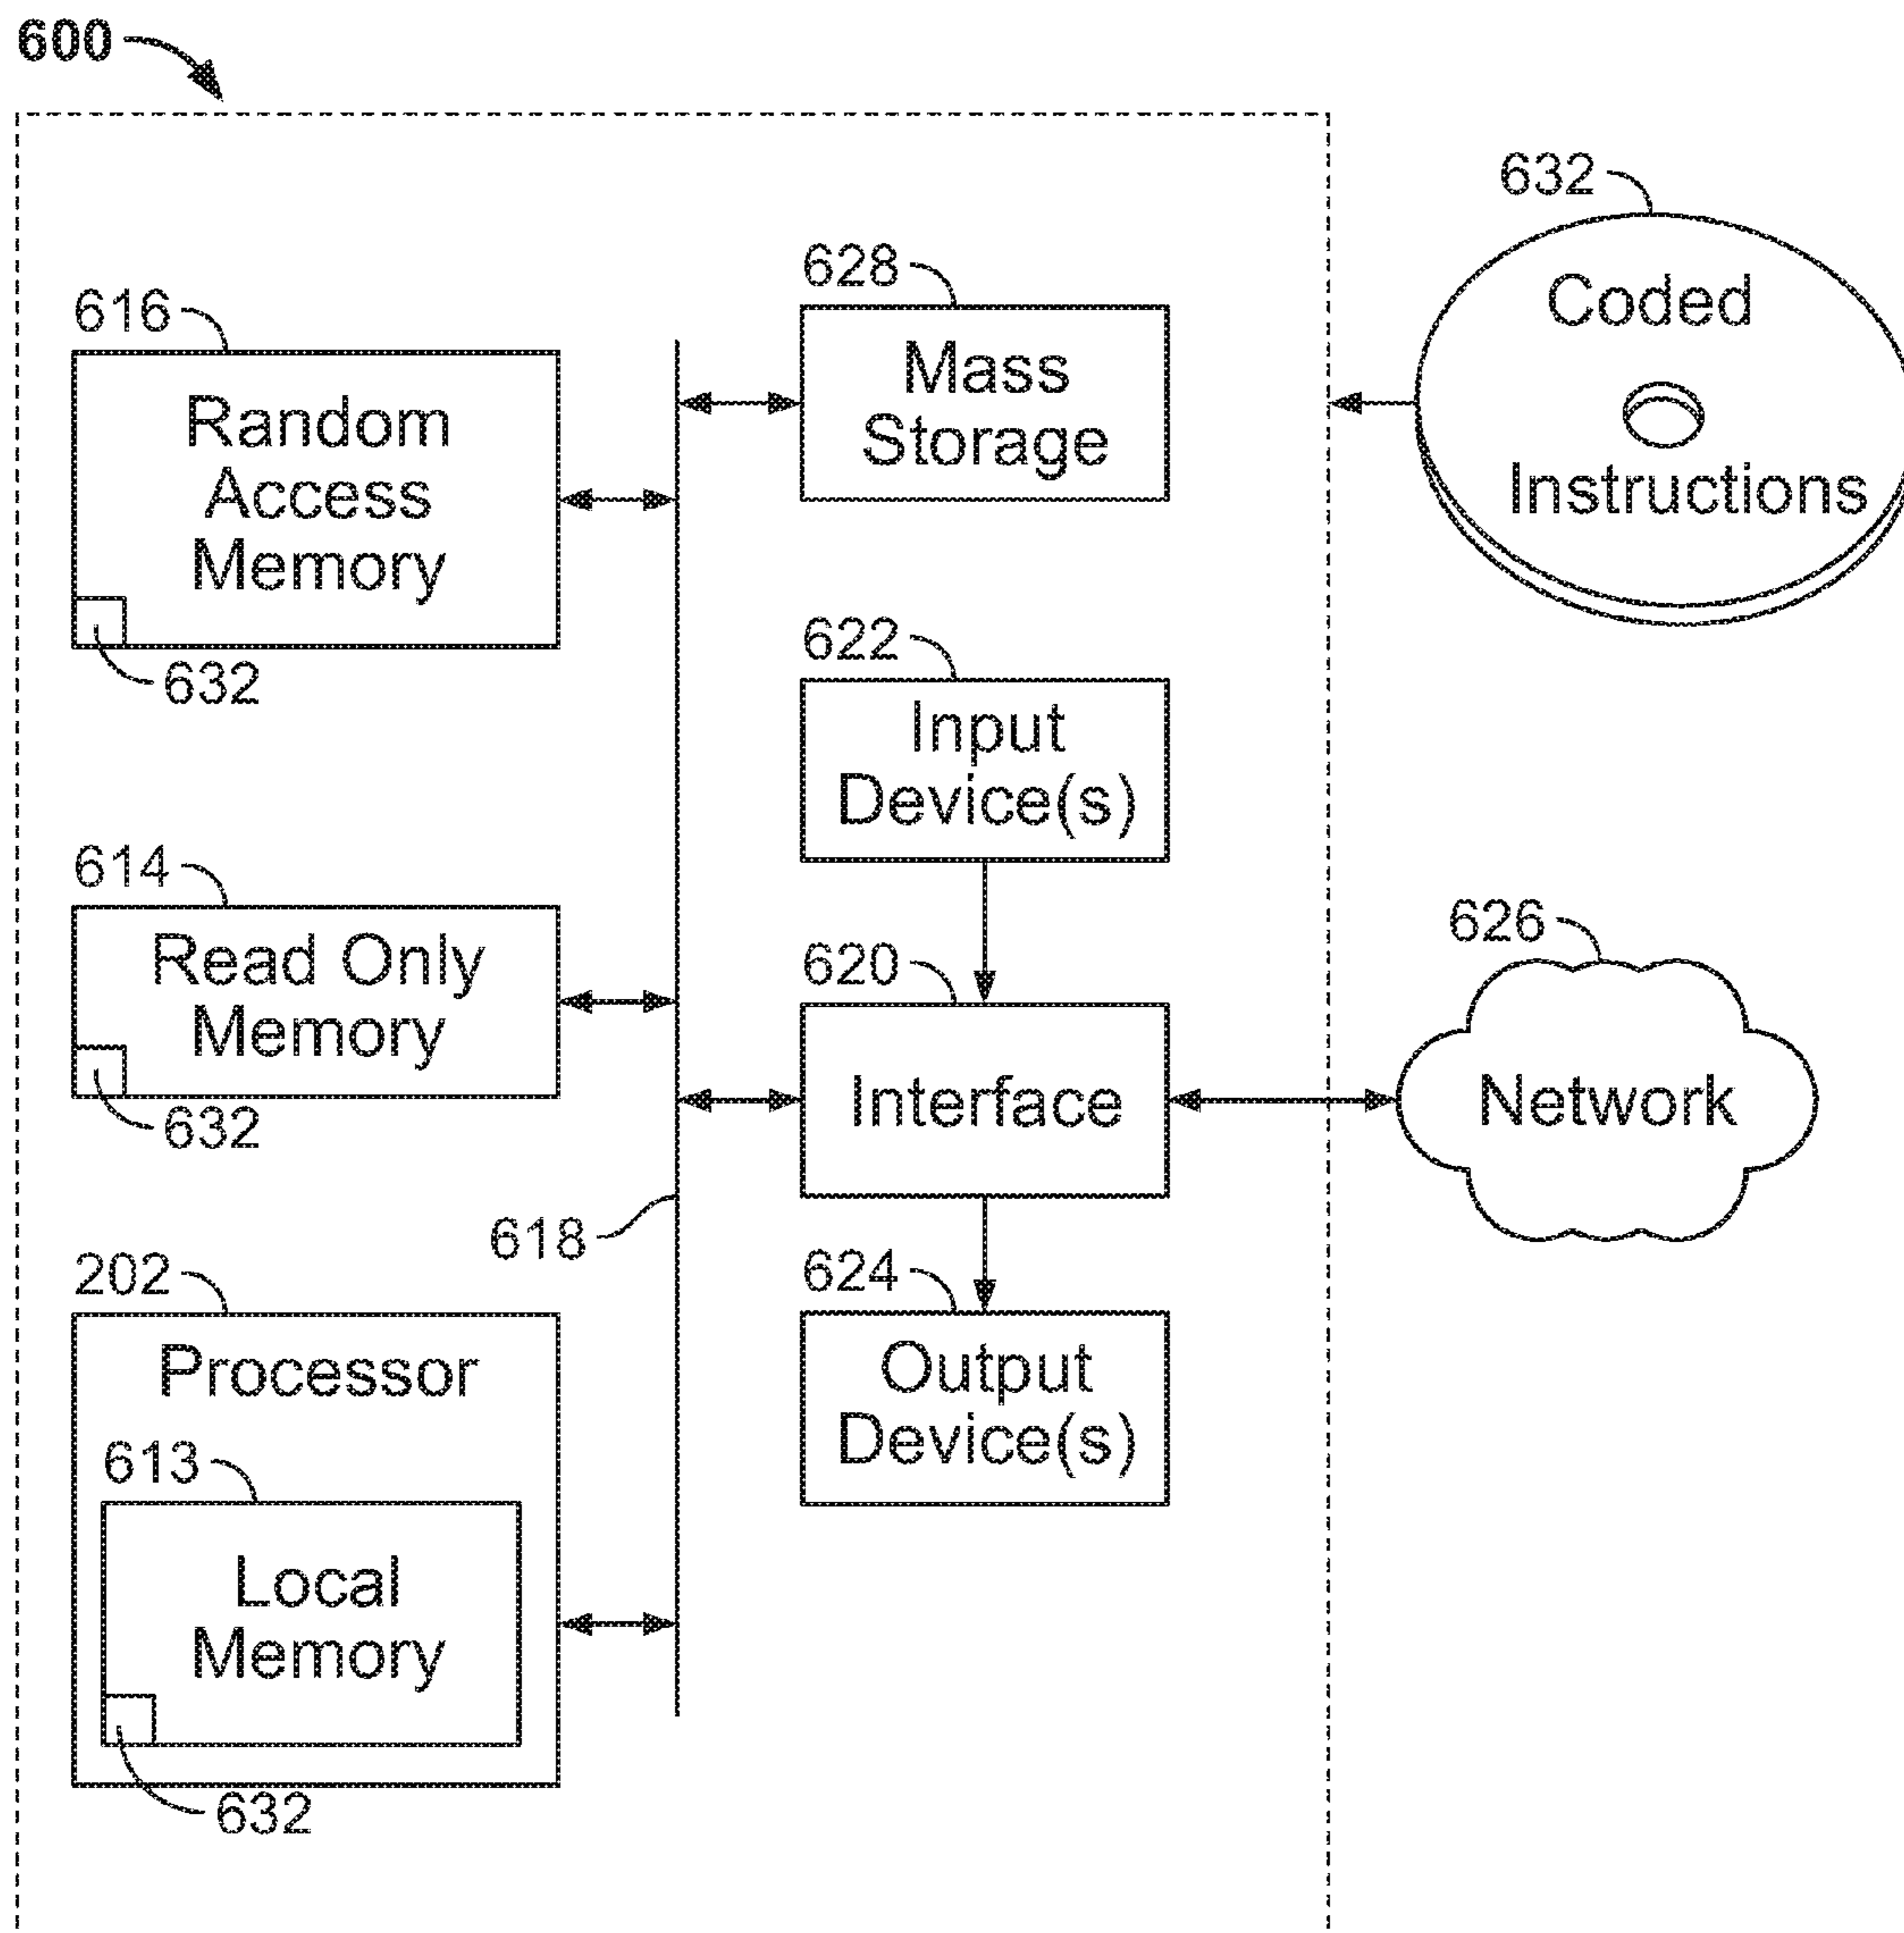 600
632
Coded
Instructions
628
Mass
Storage
616
Random
Access
Memory
632
622
Input
Device(s)
614
Read Only
Memory
632
620
Interface
626
Network
618
202
Processor
613
Local
Memory
632
624
Output
Device(s)